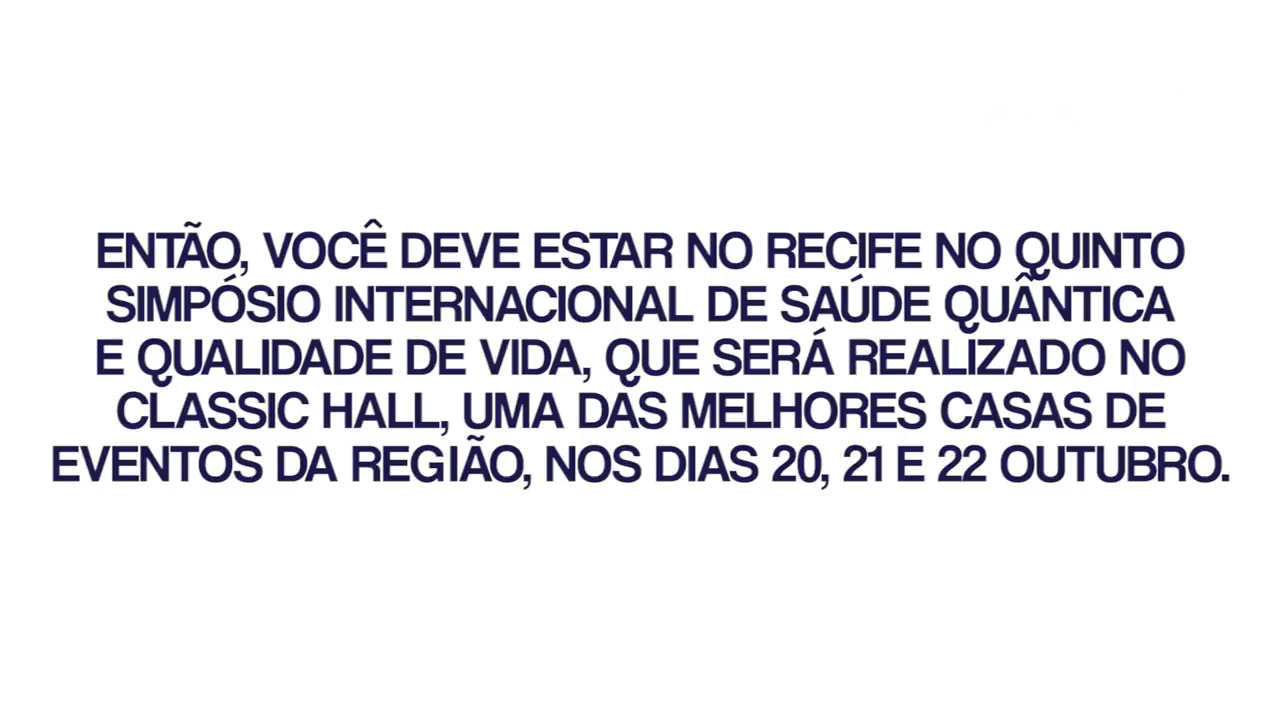 ENTÃO, VOCÊ DEVE ESTAR NO RECIFE NO QUINTO
SIMPÓSIO INTERNACIONAL DE SAÚDE QUÂNTICA
E QUALIDADE DE VIDA, QUE SERÁ REALIZADO NO
CLASSIC HALL, UMA DAS MELHORES CASAS DE
EVENTOS DA REGIÃO, NOS DIAS 20, 21 E 22 OUTUBRO.